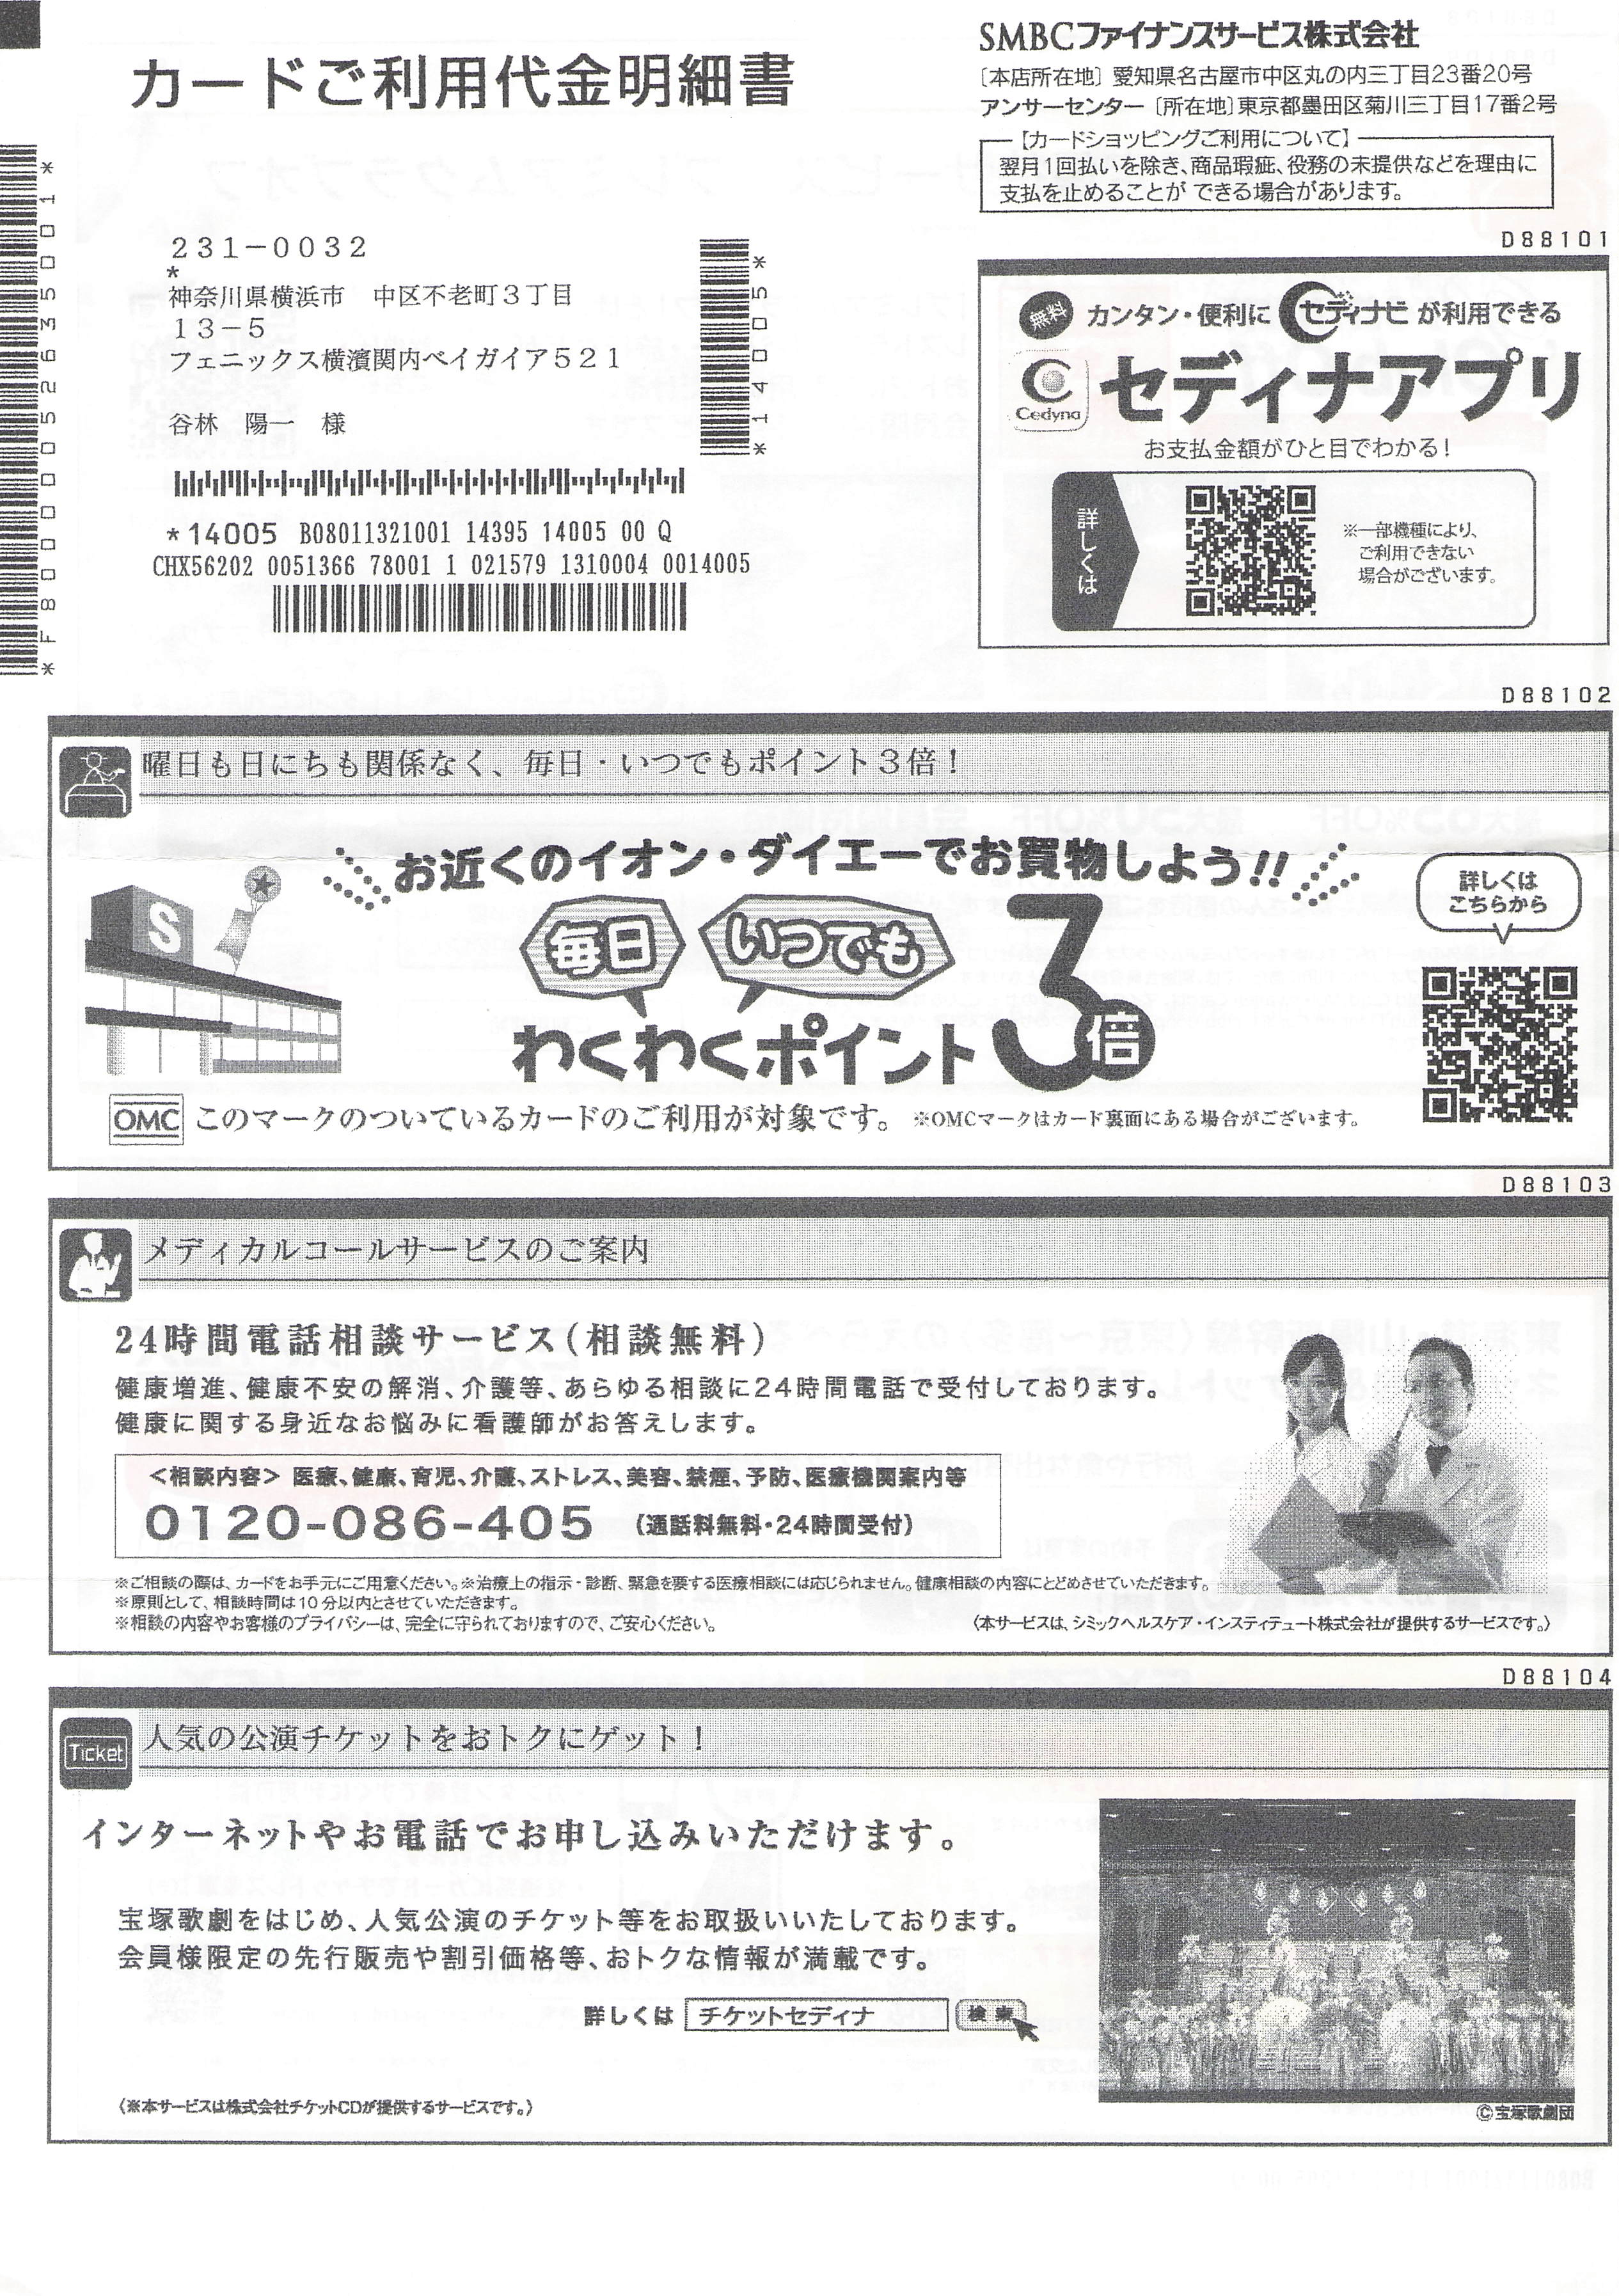 カードご利用代金明細書
SMBCファイナンスサービス株式会社
〔本店所在地〕愛知県名古屋市中区丸の内三丁目23番20号
アンサーセンター〔所在地〕東京都墨田区菊川三丁目17番2号
【カードショッピングご利用について】
翌月1回払いを除き、商品瑕疵、役務の未提供などを理由に
支払を止めることが できる場合があります。
*F8000052635001*
231-0032
*
神奈川県横浜市 中区不老町3丁目
13-5
フェニックス横濱関内ベイガイア521
谷林 陽一 様
*14005*
*14005 B08011321001 14395 14005 00 Q
CHX56202 0051366 78001 1 021579 1310004 0014005
D88101
無料 カンタン・便利に セディナビ が利用できる
Cedyna セディナアプリ
お支払金額がひと目でわかる!
詳しくは
※一部機種により、
ご利用できない
場合がございます。
D88102
曜日も日にちも関係なく、毎日・いつでもポイント3倍!
お近くのイオン・ダイエーでお買物しよう!!
S
毎日 いつでも
わくわくポイント3倍
詳しくは
こちらから
OMC このマークのついているカードのご利用が対象です。 ※OMCマークはカード裏面にある場合がございます。
D88103
メディカルコールサービスのご案内
24時間電話相談サービス(相談無料)
健康増進、健康不安の解消、介護等、あらゆる相談に24時間電話で受付しております。
健康に関する身近なお悩みに看護師がお答えします。
<相談内容> 医療、健康、育児、介護、ストレス、美容、禁煙、予防、医療機関案内等
0120-086-405 (通話料無料・24時間受付)
※ご相談の際は、カードをお手元にご用意ください。※治療上の指示・診断、緊急を要する医療相談には応じられません。健康相談の内容にとどめさせていただきます。
※原則として、相談時間は10分以内とさせていただきます。
※相談の内容やお客様のプライバシーは、完全に守られておりますので、ご安心ください。
〈本サービスは、シミックヘルスケア・インスティテュート株式会社が提供するサービスです。〉
D88104
Ticket 人気の公演チケットをおトクにゲット!
インターネットやお電話でお申し込みいただけます。
宝塚歌劇をはじめ、人気公演のチケット等をお取扱いいたしております。
会員様限定の先行販売や割引価格等、おトクな情報が満載です。
詳しくは チケットセディナ 検索
〈※本サービスは株式会社チケットCDが提供するサービスです。〉
©宝塚歌劇団